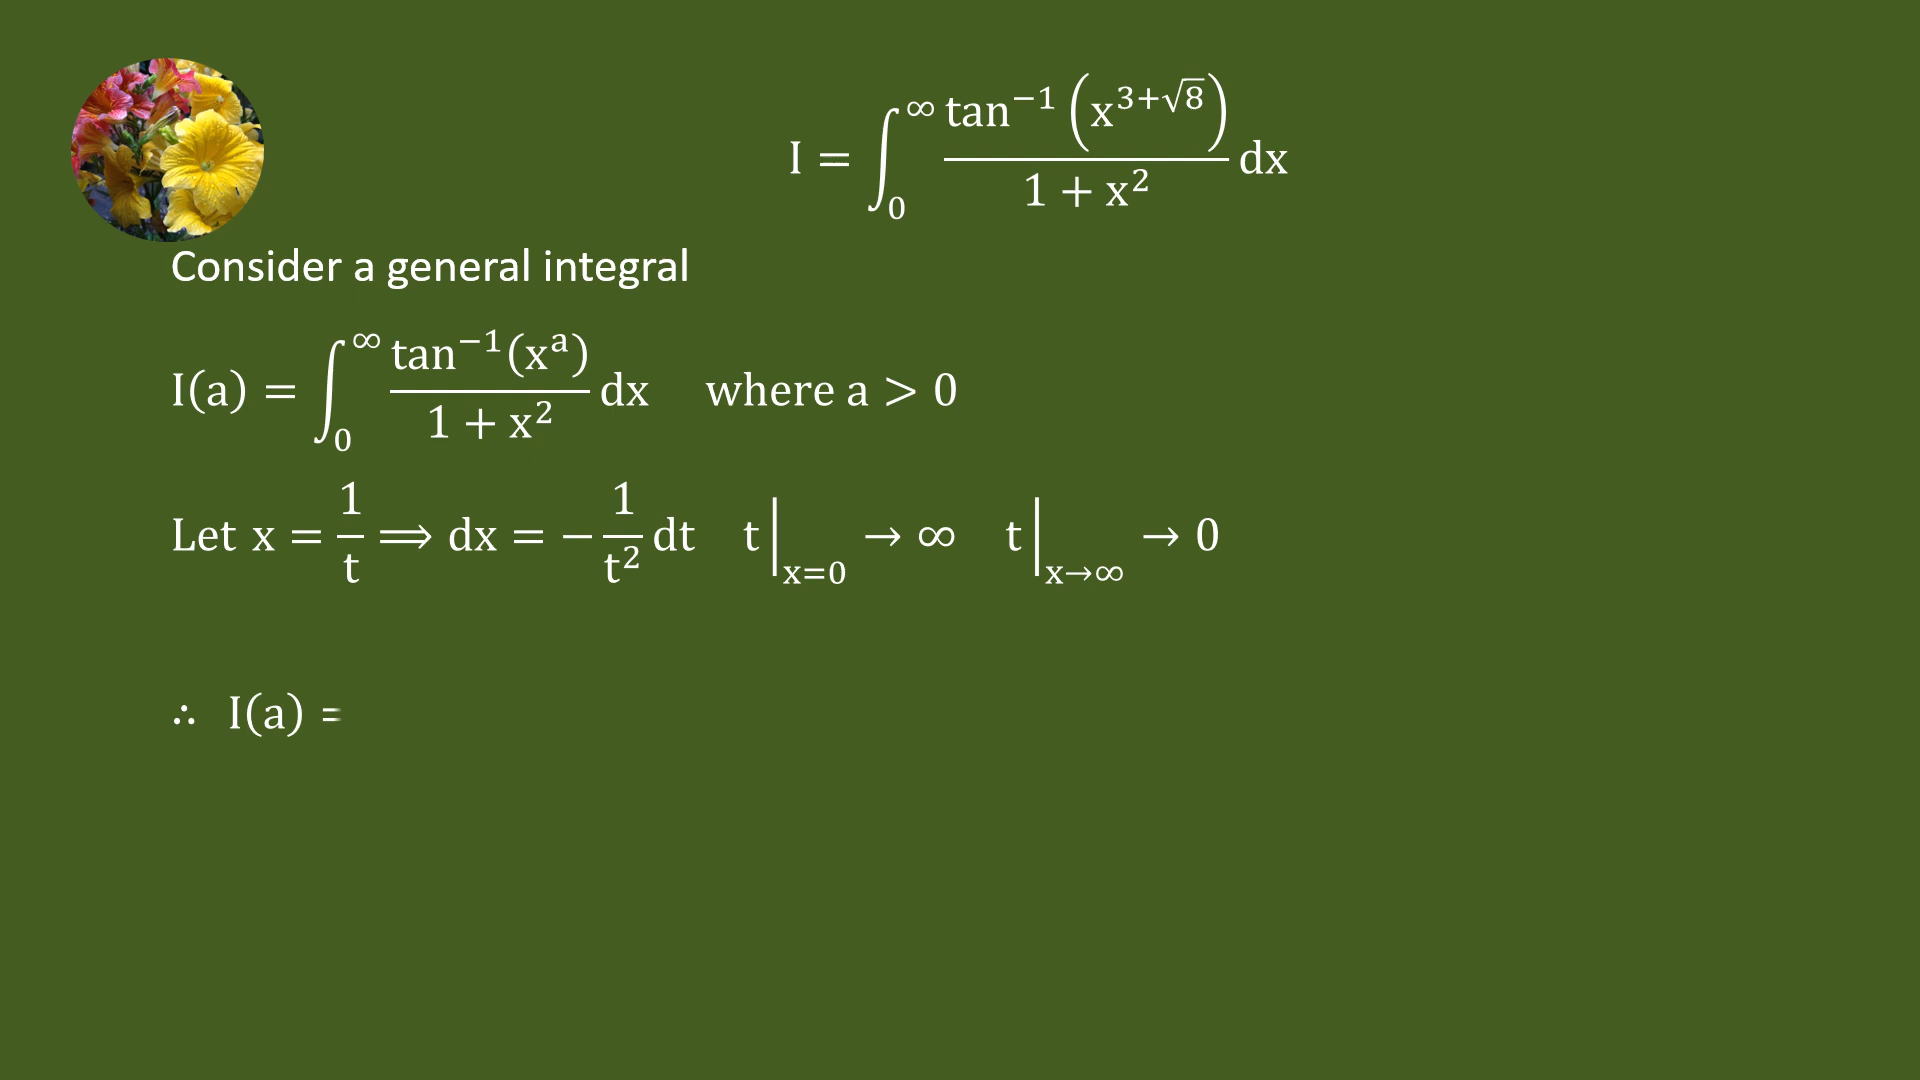 I = ∫₀^∞ tan⁻¹(x^(3+√8)) / (1 + x²) dx
Consider a general integral
I(a) = ∫₀^∞ tan⁻¹(xᵃ) / (1 + x²) dx where a > 0
Let x = 1/t ⟹ dx = − 1/t² dt t|ₓ₌₀ → ∞ t|ₓ→∞ → 0
∴ I(a) =